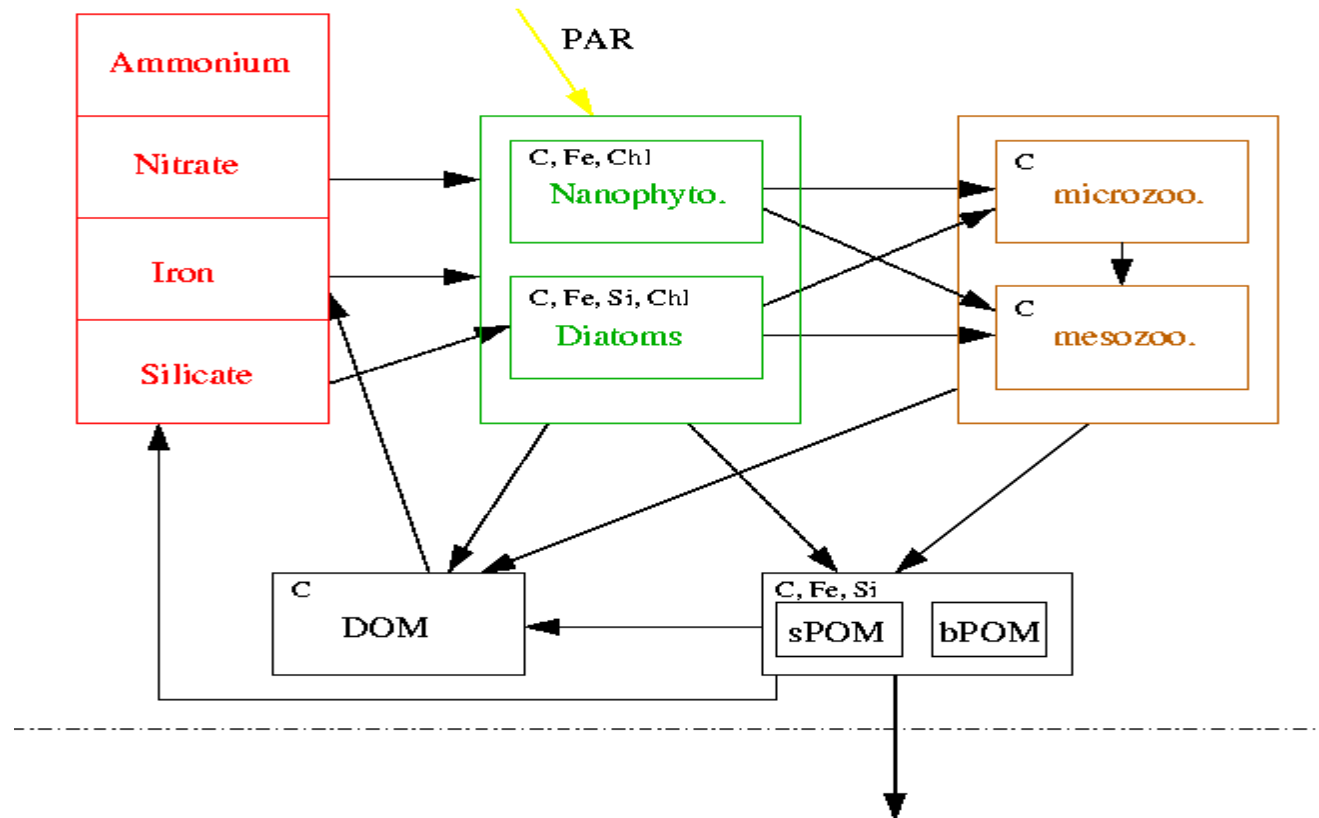 Ammonium
Nitrate
Iron
Silicate
PAR
C, Fe, Chl
Nanophyto.
C, Fe, Si, Chl
Diatoms
C
microzoo.
C
mesozoo.
C
DOM
C, Fe, Si
sPOM
bPOM